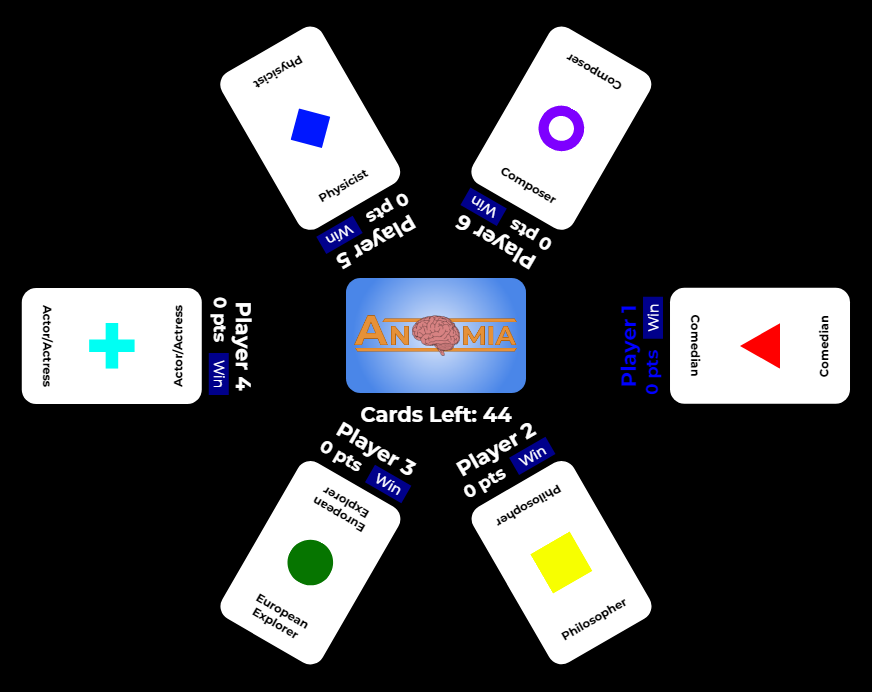 Physicist
Physicist
0 pts Win
Player 5
Composer
Composer
Win 0 pts
Player 6
Actor/Actress
Actor/Actress
Player 4
0 pts Win
ANOMIA
Cards Left: 44
Player 1
0 pts Win
Comedian
Comedian
Player 3
0 pts Win
European
Explorer
European
Explorer
Player 2
0 pts Win
Philosopher
Philosopher